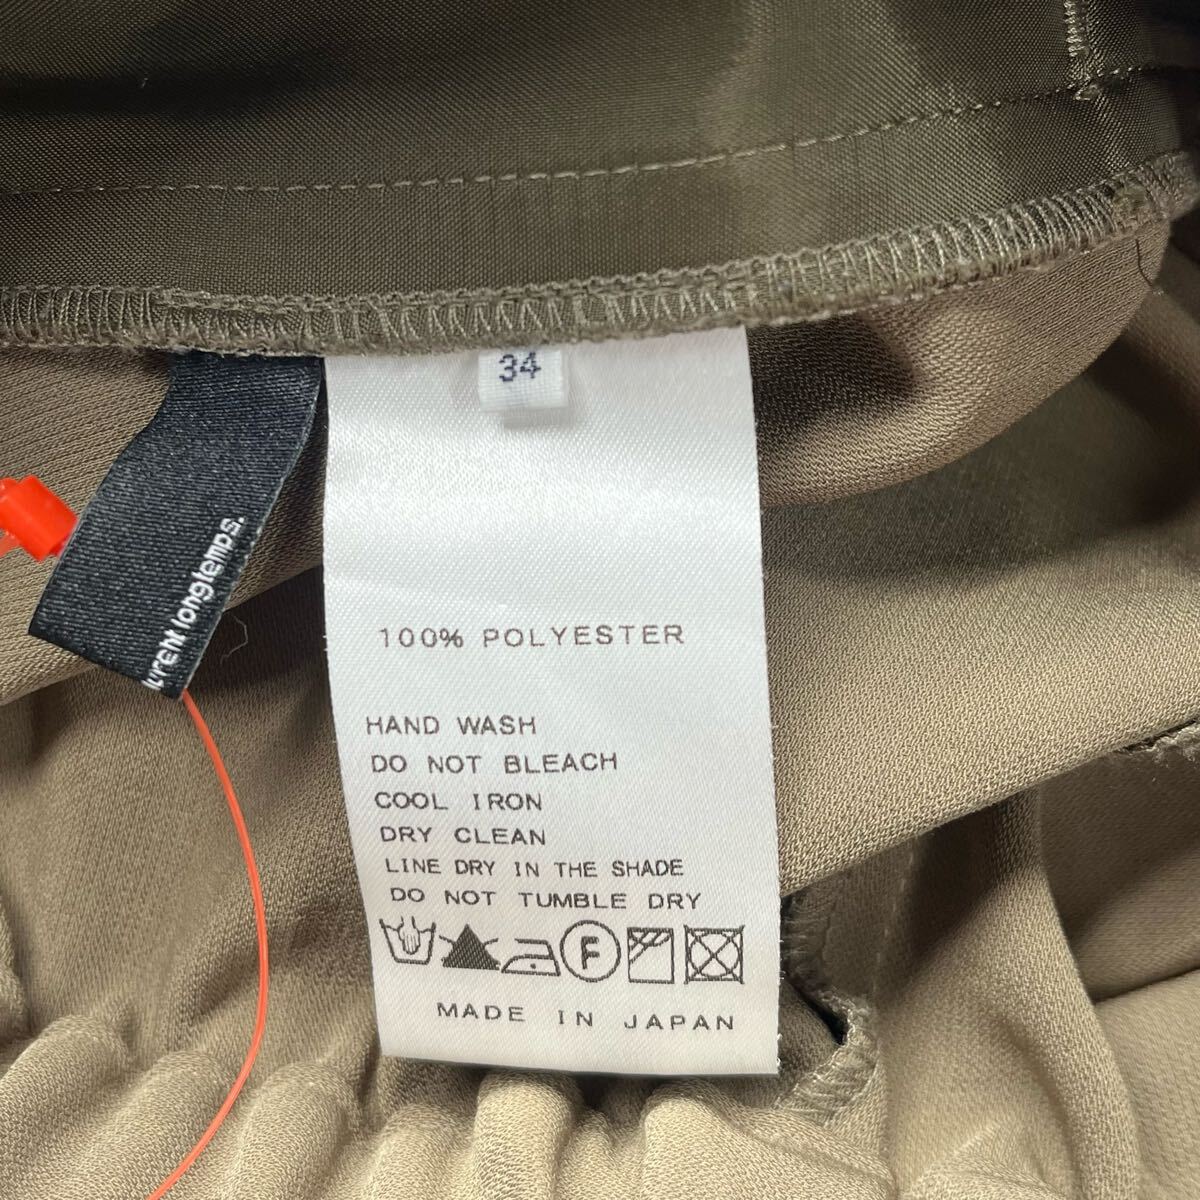 34
longtemps.
100% POLYESTER
HAND WASH
DO NOT BLEACH
COOL IRON
DRY CLEAN
LINE DRY IN THE SHADE
DO NOT TUMBLE DRY
F
MADE IN JAPAN